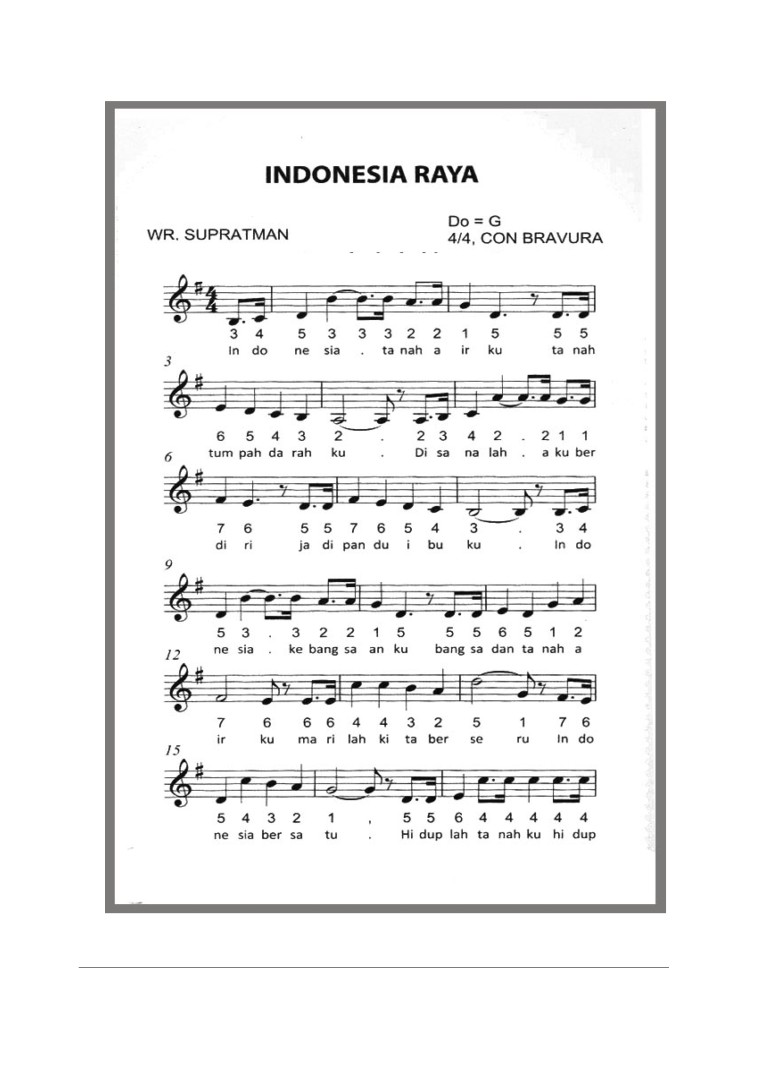 INDONESIA RAYA
Do = G
WR. SUPRATMAN
4/4, CON BRAVURA
3 4 5 3 3 3 2 2 1 5 5 5
In do ne sia . ta nah a ir ku ta nah
3
6 5 4 3 2 . 2 3 4 2 . 2 1 1
tum pah da rah ku . Di sa na lah . a ku ber
6
7 6 5 5 7 6 5 4 3 . 3 4
di ri ja di pan du i bu ku . In do
9
5 3 . 3 2 2 1 5 5 5 6 5 1 2
ne sia . ke bang sa an ku bang sa dan ta nah a
12
7 6 6 6 4 4 3 2 5 1 7 6
ir ku ma ri lah ki ta ber se ru In do
15
5 4 3 2 1 , 5 5 6 4 4 4 4 4
ne sia ber sa tu . Hi dup lah ta nah ku hi dup